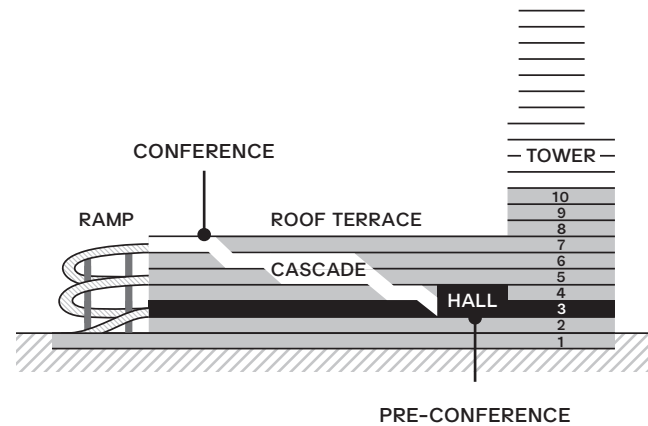 CONFERENCE
TOWER
RAMP
ROOF TERRACE
CASCADE
HALL
10
9
8
7
6
5
4
3
2
1
PRE-CONFERENCE